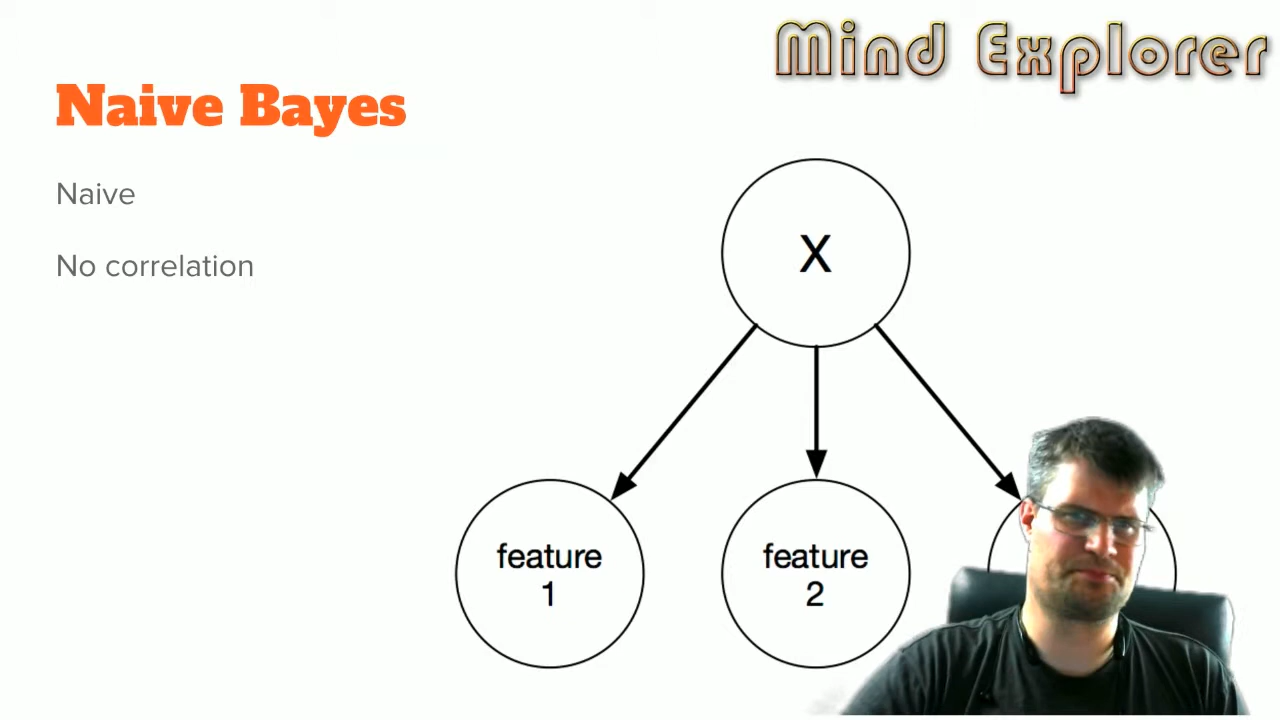 Mind Explorer
Naive Bayes
Naive
No correlation
X
feature
1
feature
2